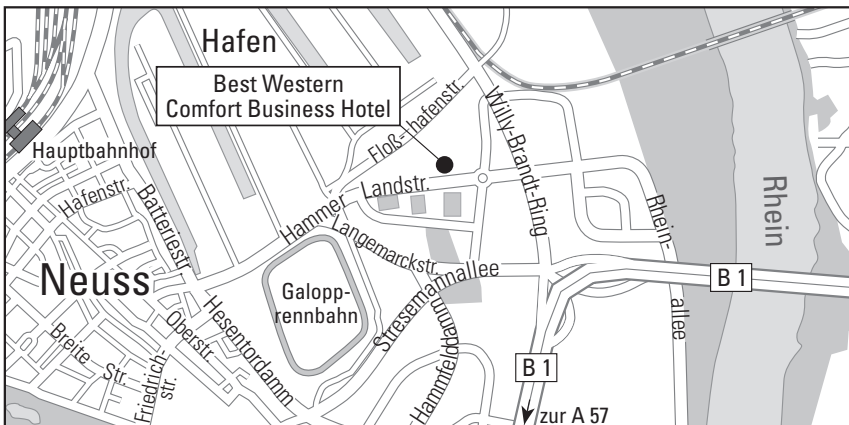 Hafen
Best Western
Comfort Business Hotel
Floß-hafenstr.
Willy-Brandt-Ring
Hauptbahnhof
Hafenstr.
Batteriestr.
Hammer Landstr.
Langemarckstr.
Rhein-
allee
Rhein
Neuss
Galopp-
rennbahn
Stresemannallee
B 1
Hesentordamm
Oberstr.
Breite Str.
Friedrich-
str.
Hammfelddamm
B 1
zur A 57